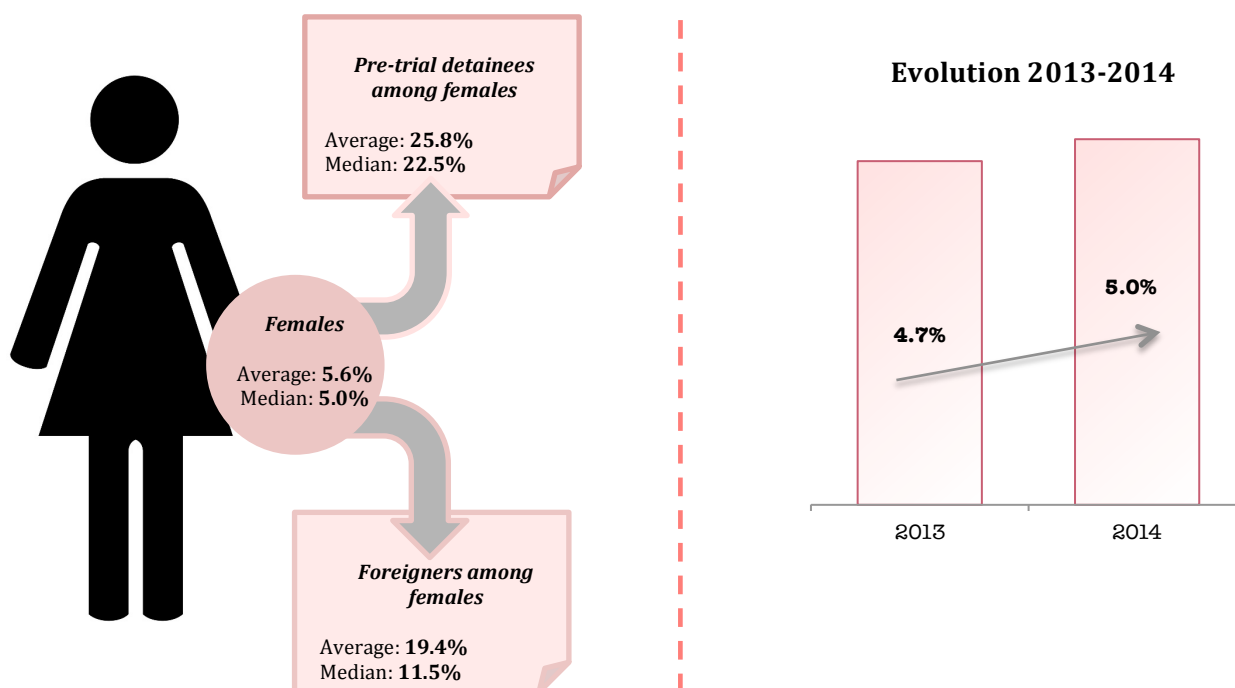 Pre-trial detainees
among females
Average: 25.8%
Median: 22.5%
Females
Average: 5.6%
Median: 5.0%
Foreigners among
females
Average: 19.4%
Median: 11.5%
Evolution 2013-2014
4.7%
5.0%
2013
2014